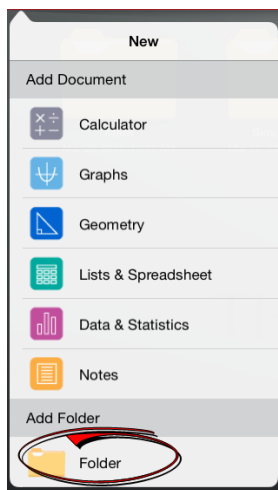 New
Add Document
Calculator
Graphs
Geometry
Lists & Spreadsheet
Data & Statistics
Notes
Add Folder
Folder